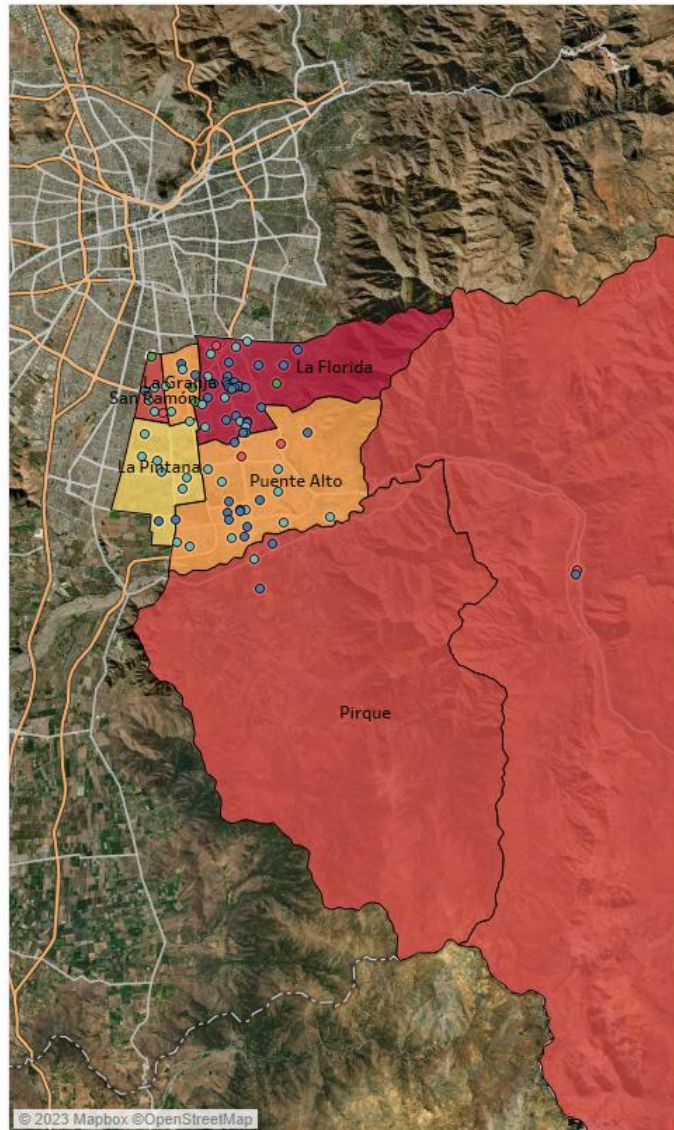 La Florida
La Granja
San Ramón
La Pintana
Puente Alto
Pirque
© 2023 Mapbox ©OpenStreetMap